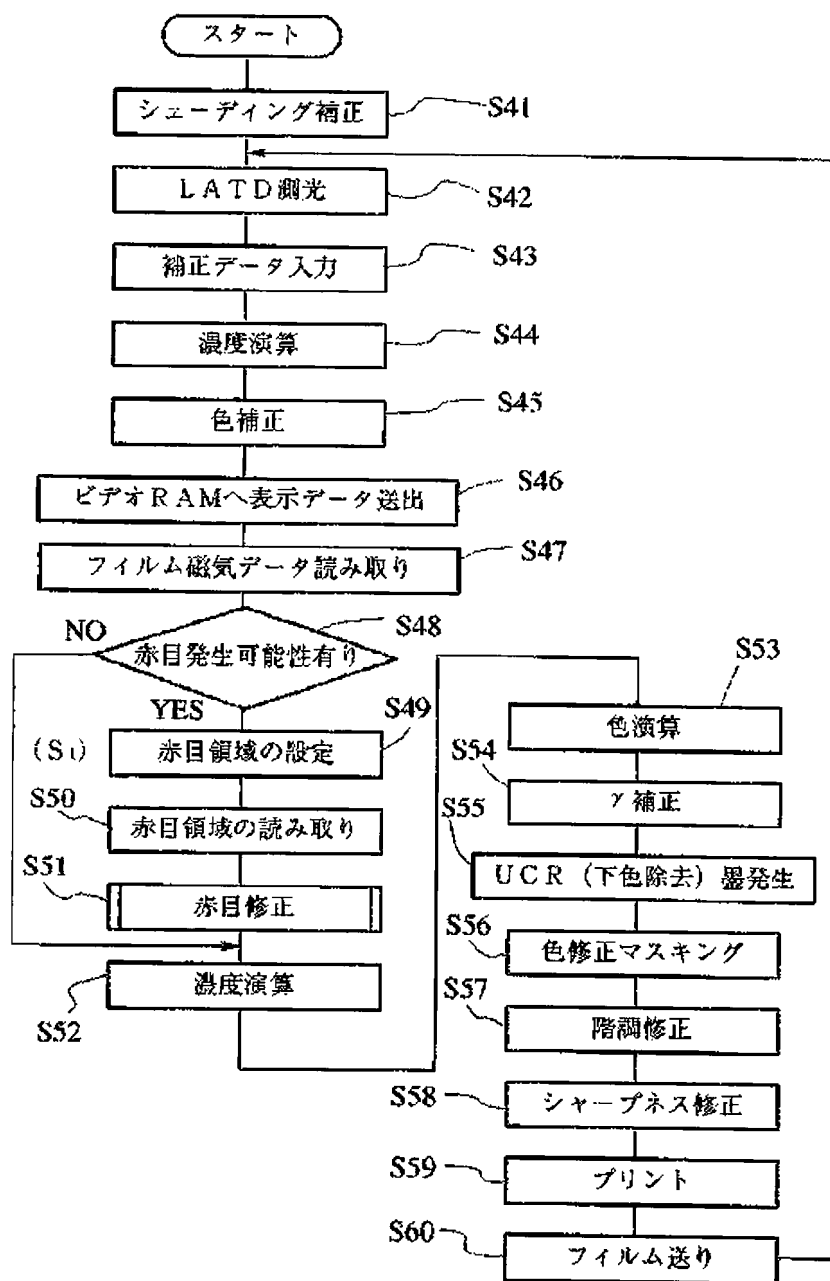 スタート
シェーディング補正
S41
LATD測光
S42
補正データ入力
S43
濃度演算
S44
色補正
S45
ビデオRAMへ表示データ送出
S46
フィルム磁気データ読み取り
S47
赤目発生可能性有り
S48
NO
YES
(S1)
赤目領域の設定
S49
S50
赤目領域の読み取り
S51
赤目修正
濃度演算
S52
S53
色演算
S54
γ補正
S55
UCR(下色除去)墨発生
S56
色修正マスキング
S57
階調修正
S58
シャープネス修正
S59
プリント
S60
フィルム送り